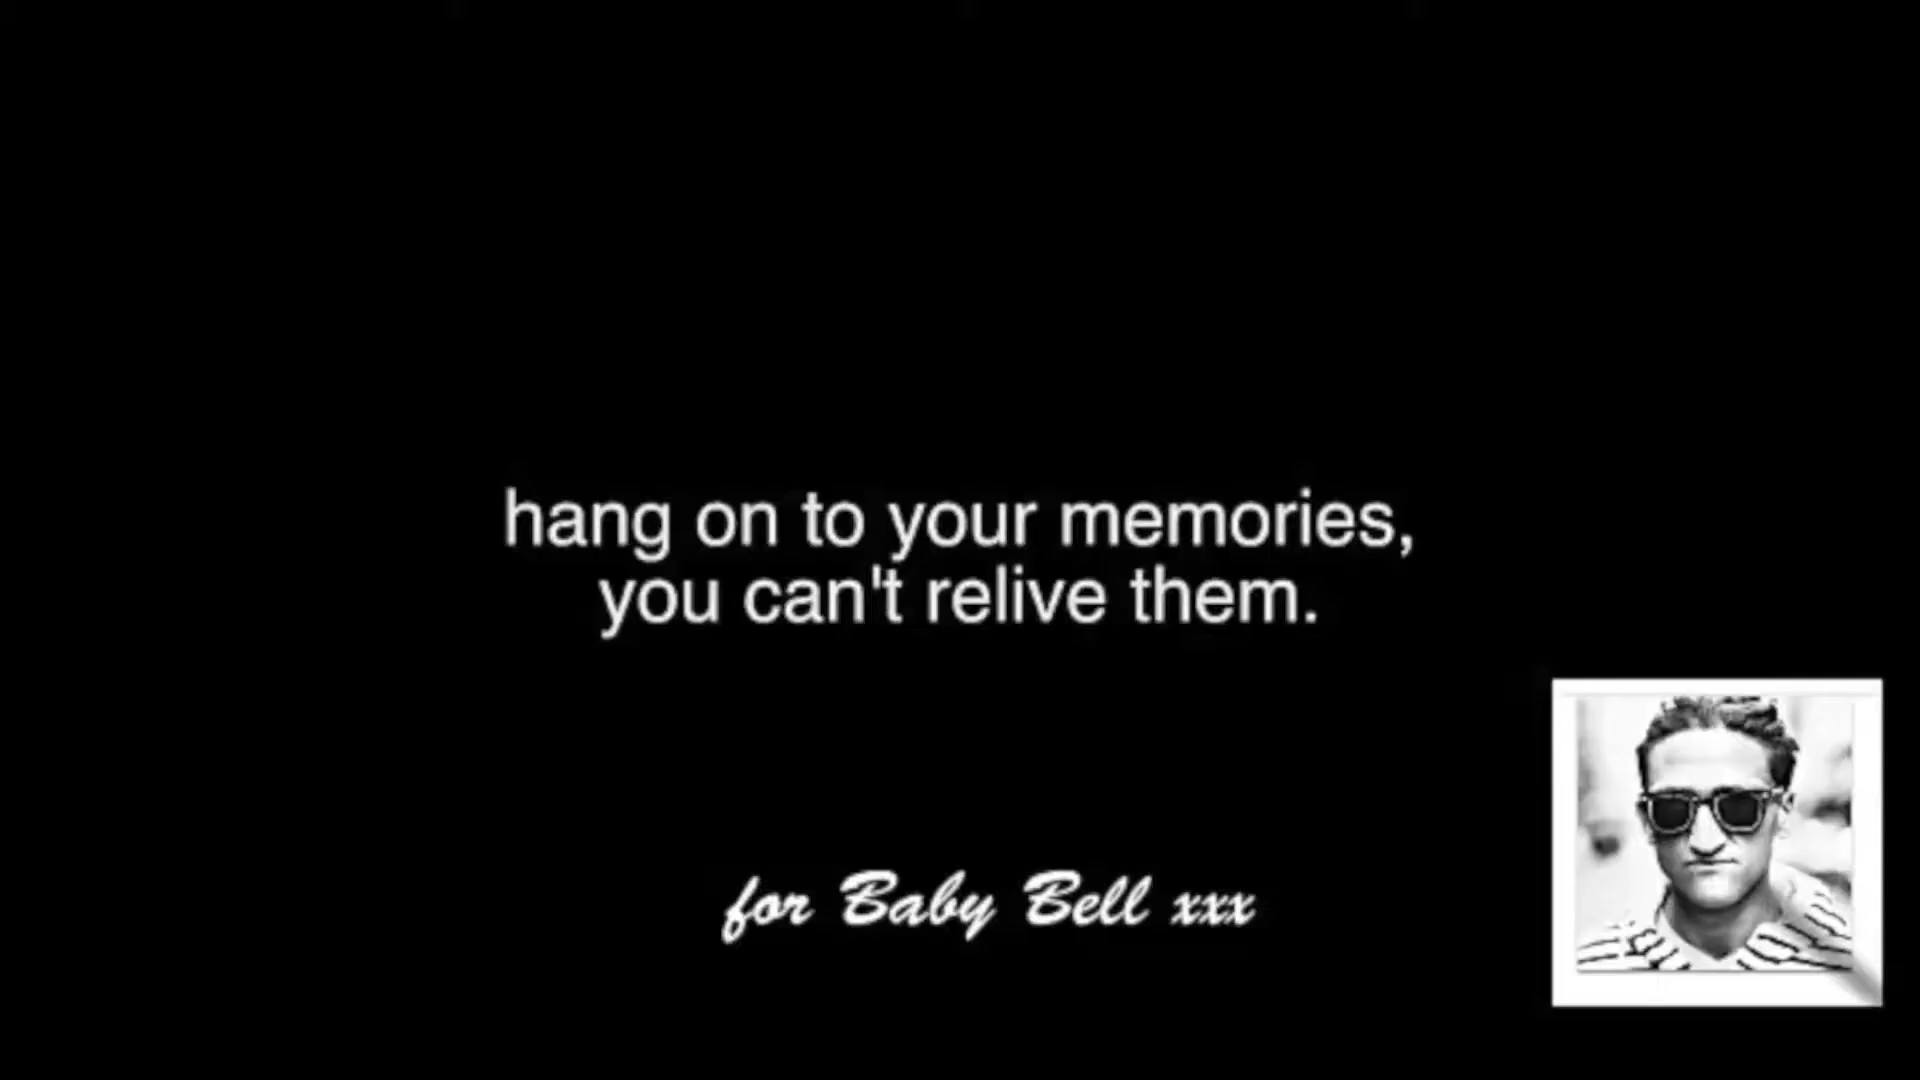 hang on to your memories,
you can't relive them.
for Baby Bell xxx